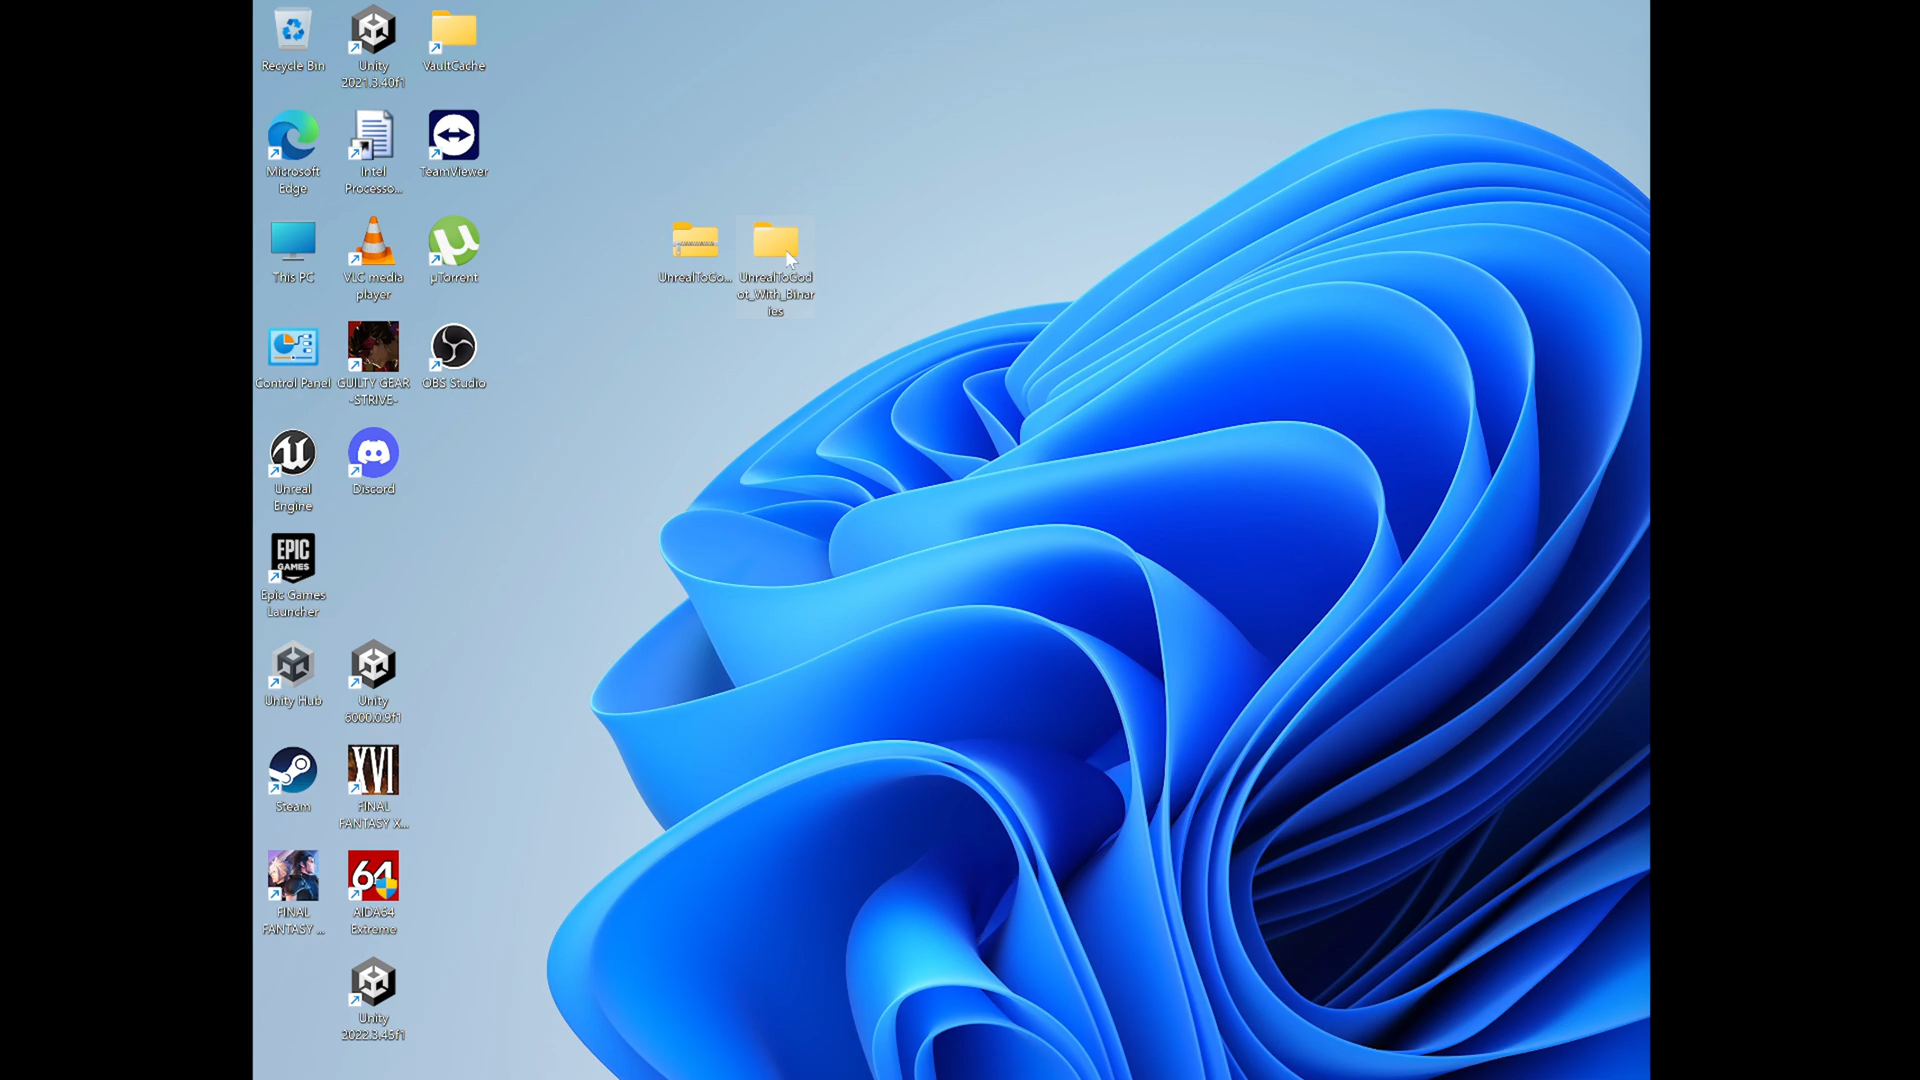 Recycle Bin
Unity
2021.3.40f1
VaultCache
Microsoft
Edge
Intel
Processo...
TeamViewer
This PC
VLC media
player
µTorrent
UnrealToGo...
UnrealToGod
ot_With_Binar
ies
Control Panel
GUILTY GEAR
-STRIVE-
OBS Studio
Unreal
Engine
Discord
EPIC
GAMES
Epic Games
Launcher
Unity Hub
Unity
6000.0.9f1
Steam
XVI
FINAL
FANTASY X...
FINAL
FANTASY ...
64
AIDA64
Extreme
Unity
2022.3.45f1